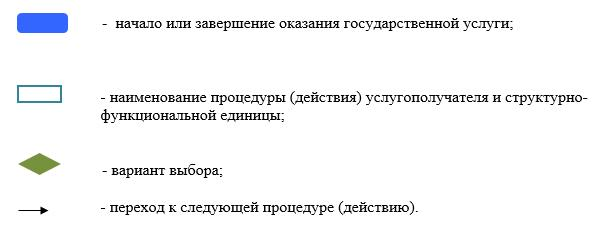 - начало или завершение оказания государственной услуги;
- наименование процедуры (действия) услугополучателя и структурно-
функциональной единицы;
- вариант выбора;
- переход к следующей процедуре (действию).